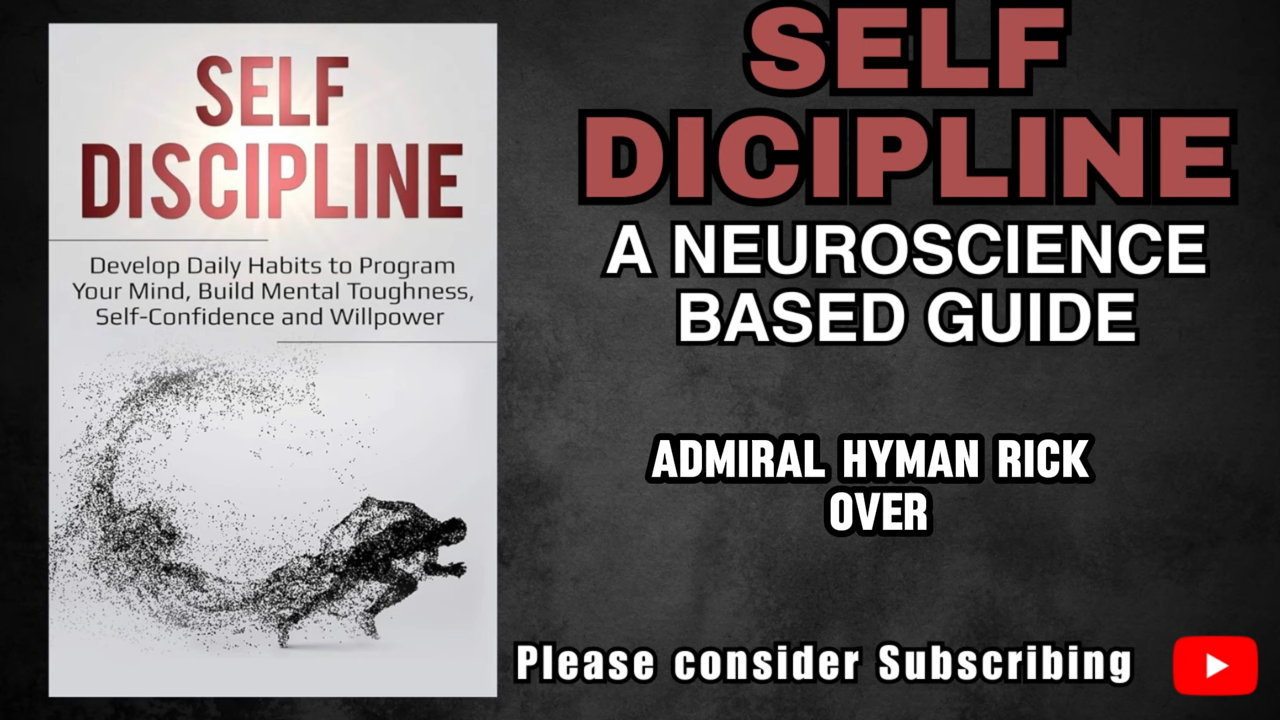 SELF
DISCIPLINE
Develop Daily Habits to Program
Your Mind, Build Mental Toughness,
Self-Confidence and Willpower
SELF
DICIPLINE
A NEUROSCIENCE
BASED GUIDE
ADMIRAL HYMAN RICK
OVER
Please consider Subscribing